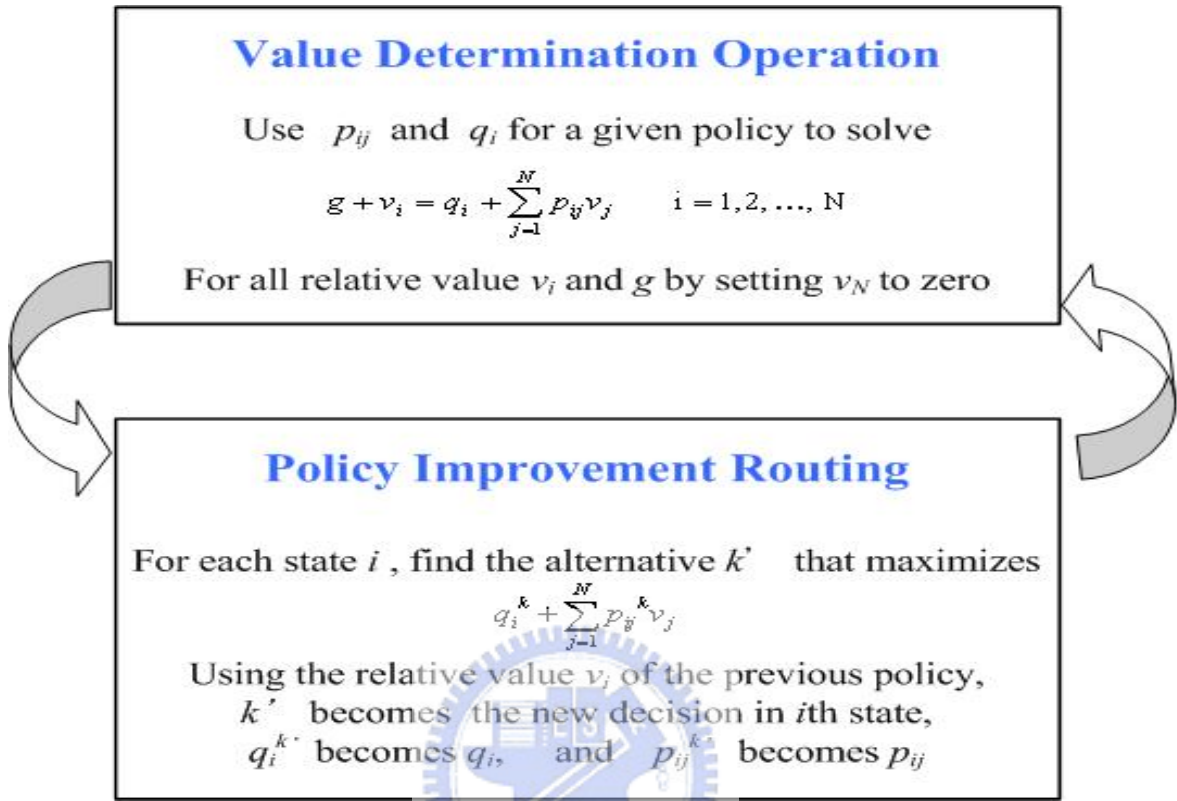 Value Determination Operation
Use p_ij and q_i for a given policy to solve
g + v_i = q_i + ∑_{j=1}^{N} p_ij v_j i = 1,2, ..., N
For all relative value v_i and g by setting v_N to zero
Policy Improvement Routing
For each state i , find the alternative k' that maximizes
q_i^k + ∑_{j=1}^{N} p_ij^k v_j
Using the relative value v_i of the previous policy,
k' becomes the new decision in ith state,
q_i^k' becomes q_i, and p_ij^k' becomes p_ij